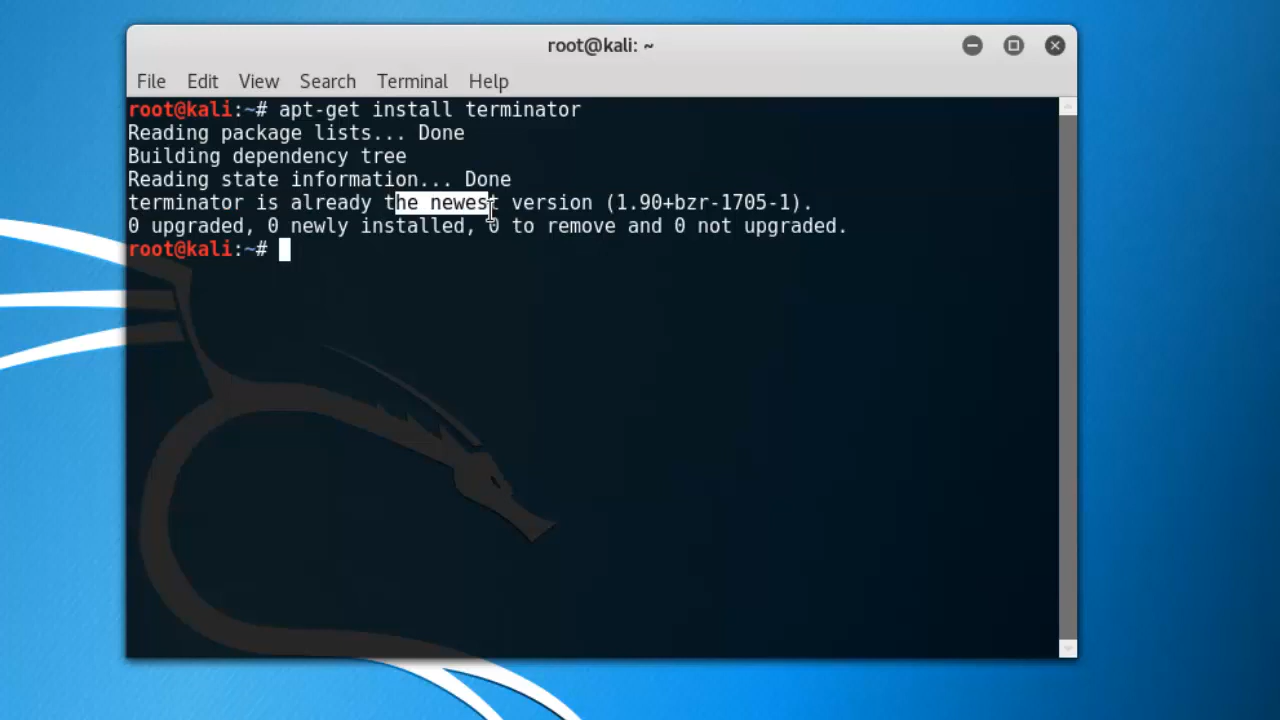 root@kali: ~
File Edit View Search Terminal Help
root@kali:~# apt-get install terminator
Reading package lists... Done
Building dependency tree
Reading state information... Done
terminator is already the newest version (1.90+bzr-1705-1).
0 upgraded, 0 newly installed, 0 to remove and 0 not upgraded.
root@kali:~#